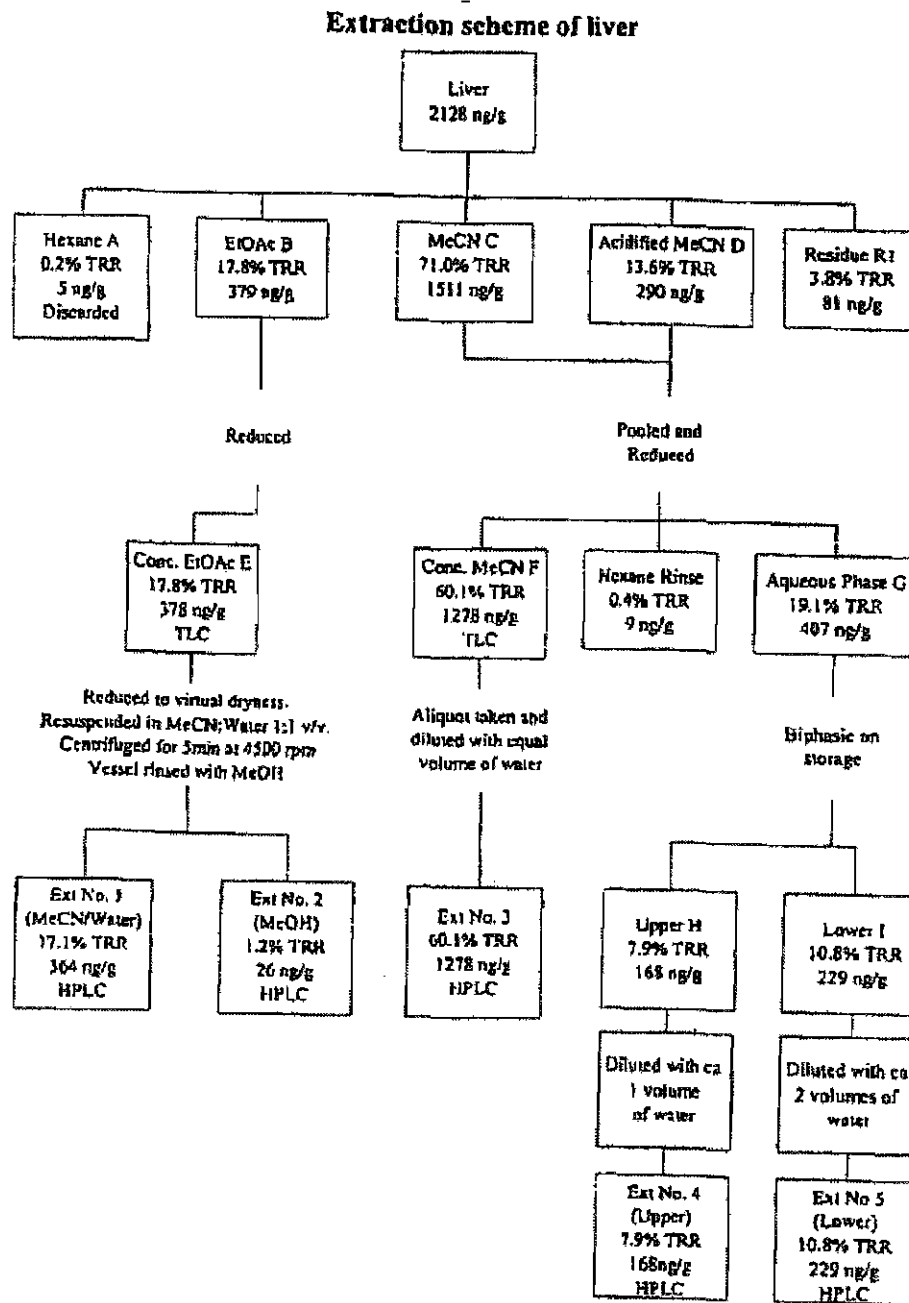 Extraction scheme of liver
Liver
2128 ng/g
Hexane A
0.2% TRR
5 ng/g
Discarded
EtOAc B
17.8% TRR
379 ng/g
MeCN C
71.0% TRR
1511 ng/g
Acidified MeCN D
13.6% TRR
290 ng/g
Residue R1
3.8% TRR
81 ng/g
Reduced
Pooled and
Reduced
Conc. EtOAc E
17.8% TRR
378 ng/g
TLC
Conc. MeCN F
60.1% TRR
1278 ng/g
TLC
Hexane Rinse
0.4% TRR
9 ng/g
Aqueous Phase G
19.1% TRR
407 ng/g
Reduced to virtual dryness.
Resuspended in MeCN:Water 1:1 v/v.
Centrifuged for 5min at 4500 rpm
Vessel rinsed with MeOH
Aliquot taken and
diluted with equal
volume of water
Biphasic on
storage
Ext No. 1
(MeCN/Water)
17.1% TRR
364 ng/g
HPLC
Ext No. 2
(MeOH)
1.2% TRR
26 ng/g
HPLC
Ext No. 3
60.1% TRR
1278 ng/g
HPLC
Upper H
7.9% TRR
168 ng/g
Lower I
10.8% TRR
229 ng/g
Diluted with ca
1 volume
of water
Diluted with ca
2 volumes of
water
Ext No. 4
(Upper)
7.9% TRR
168ng/g
HPLC
Ext No 5
(Lower)
10.8% TRR
229 ng/g
HPLC